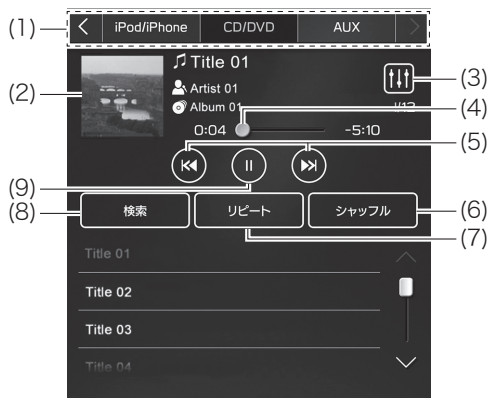 (1) iPod/iPhone CD/DVD AUX
(2) Title 01 (3)
Artist 01
Album 01 (4)
0:04 -5:10
(5)
(9)
(8) 検索 リピート シャッフル (6)
(7)
Title 01
Title 02
Title 03
Title 04